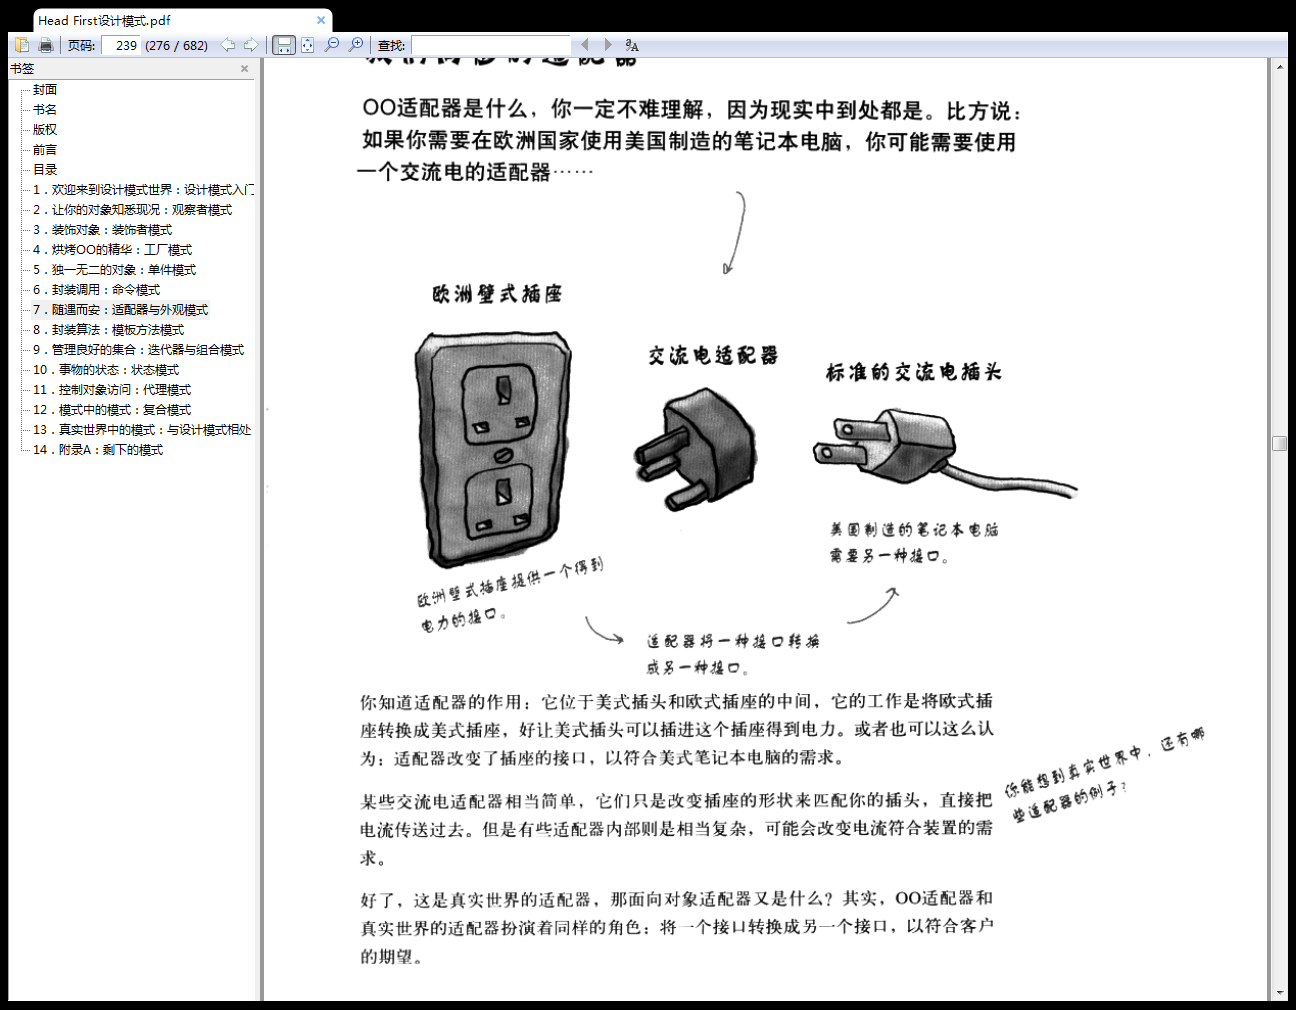 Head First设计模式.pdf
页码: 239 (276 / 682) 查找:
书签
封面
书名
版权
前言
目录
1．欢迎来到设计模式世界：设计模式入门
2．让你的对象知悉现况：观察者模式
3．装饰对象：装饰者模式
4．烘烤OO的精华：工厂模式
5．独一无二的对象：单件模式
6．封装调用：命令模式
7．随遇而安：适配器与外观模式
8．封装算法：模板方法模式
9．管理良好的集合：迭代器与组合模式
10．事物的状态：状态模式
11．控制对象访问：代理模式
12．模式中的模式：复合模式
13．真实世界中的模式：与设计模式相处
14．附录A：剩下的模式
OO适配器是什么，你一定不难理解，因为现实中到处都是。比方说：
如果你需要在欧洲国家使用美国制造的笔记本电脑，你可能需要使用
一个交流电的适配器……
欧洲壁式插座
交流电适配器
标准的交流电插头
美国制造的笔记本电脑
需要另一种接口。
欧洲壁式插座提供一个得到
电力的接口。
适配器将一种接口转换
成另一种接口。
你知道适配器的作用：它位于美式插头和欧式插座的中间，它的工作是将欧式插
座转换成美式插座，好让美式插头可以插进这个插座得到电力。或者也可以这么认
为：适配器改变了插座的接口，以符合美式笔记本电脑的需求。
你能想到真实世界中，还有哪
些适配器的例子？
某些交流电适配器相当简单，它们只是改变插座的形状来匹配你的插头，直接把
电流传送过去。但是有些适配器内部则是相当复杂，可能会改变电流符合装置的需
求。
好了，这是真实世界的适配器，那面向对象适配器又是什么？其实，OO适配器和
真实世界的适配器扮演着同样的角色：将一个接口转换成另一个接口，以符合客户
的期望。